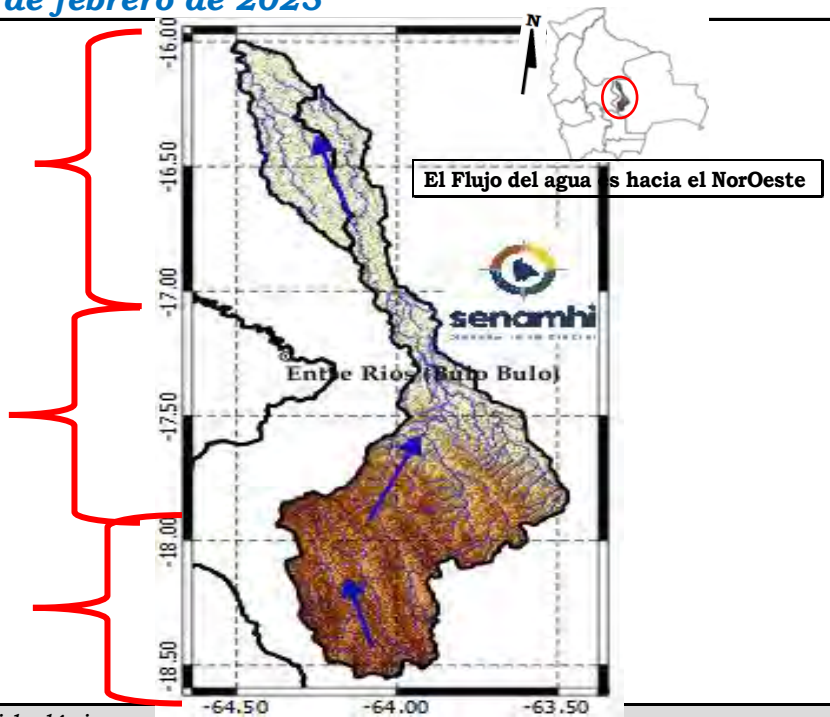 de febrero de 2023
N
El Flujo del agua es hacia el NorOeste
senamhi
Entre Rios (Bulo Bulo)
-16.00
-16.50
-17.00
-17.50
-18.00
-18.50
-64.50 -64.00 -63.50